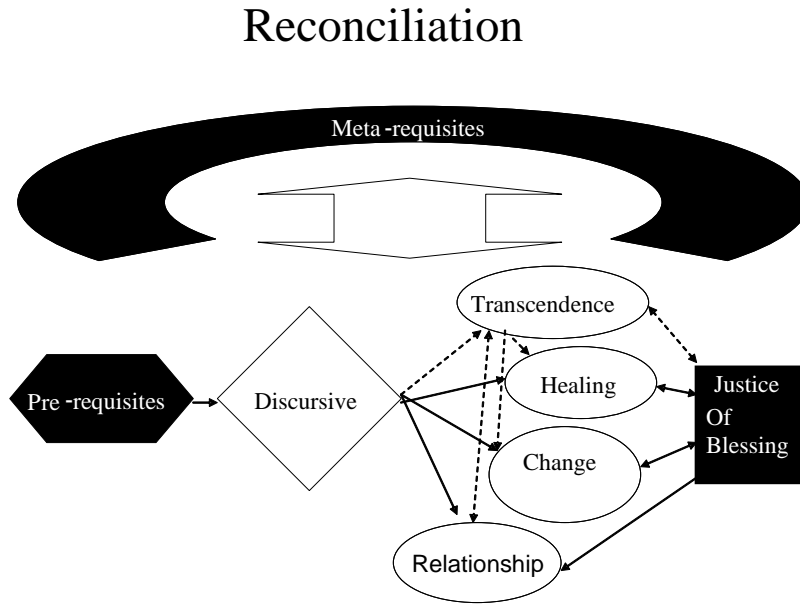 Reconciliation
Meta-requisites
Transcendence
Healing
Pre-requisites
Discursive
Change
Relationship
Justice
Of
Blessing